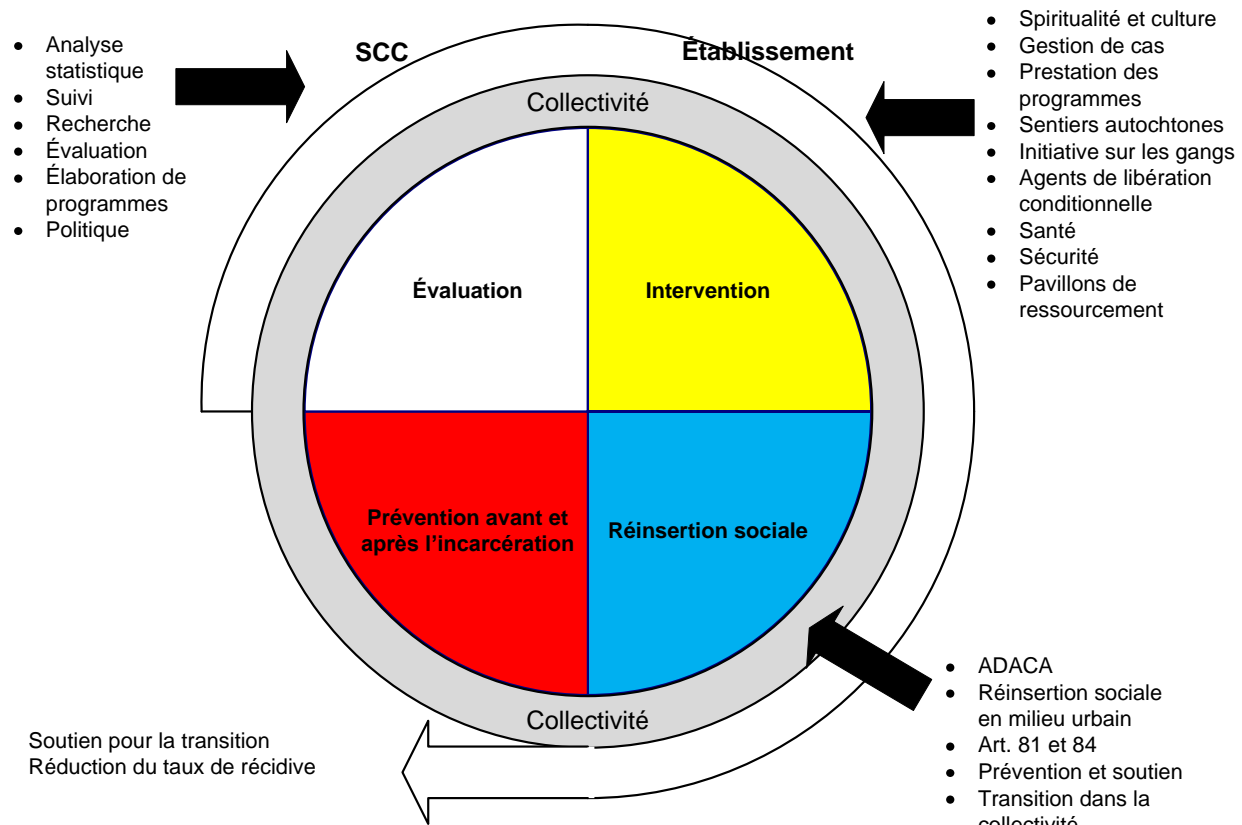 • Analyse
statistique
• Suivi
• Recherche
• Évaluation
• Élaboration de
programmes
• Politique
SCC
Établissement
• Spiritualité et culture
• Gestion de cas
• Prestation des
programmes
• Sentiers autochtones
• Initiative sur les gangs
• Agents de libération
conditionnelle
• Santé
• Sécurité
• Pavillons de
ressourcement
Collectivité
Évaluation
Intervention
Prévention avant et
après l’incarcération
Réinsertion sociale
Collectivité
Soutien pour la transition
Réduction du taux de récidive
• ADACA
• Réinsertion sociale
en milieu urbain
• Art. 81 et 84
• Prévention et soutien
• Transition dans la
collectivité